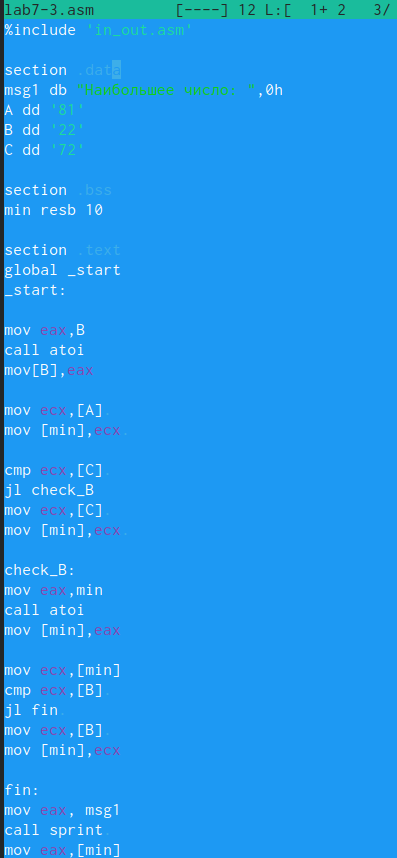 lab7-3.asm [----] 12 L:[ 1+ 2 3/
%include 'in_out.asm'
section .data
msg1 db "Наибольшее число: ",0h
A dd '81'
B dd '22'
C dd '72'
section .bss
min resb 10
section .text
global _start
_start:
mov eax,B
call atoi
mov[B],eax
mov ecx,[A]
mov [min],ecx
cmp ecx,[C]
jl check_B
mov ecx,[C]
mov [min],ecx
check_B:
mov eax,min
call atoi
mov [min],eax
mov ecx,[min]
cmp ecx,[B]
jl fin
mov ecx,[B]
mov [min],ecx
fin:
mov eax, msg1
call sprint
mov eax,[min]